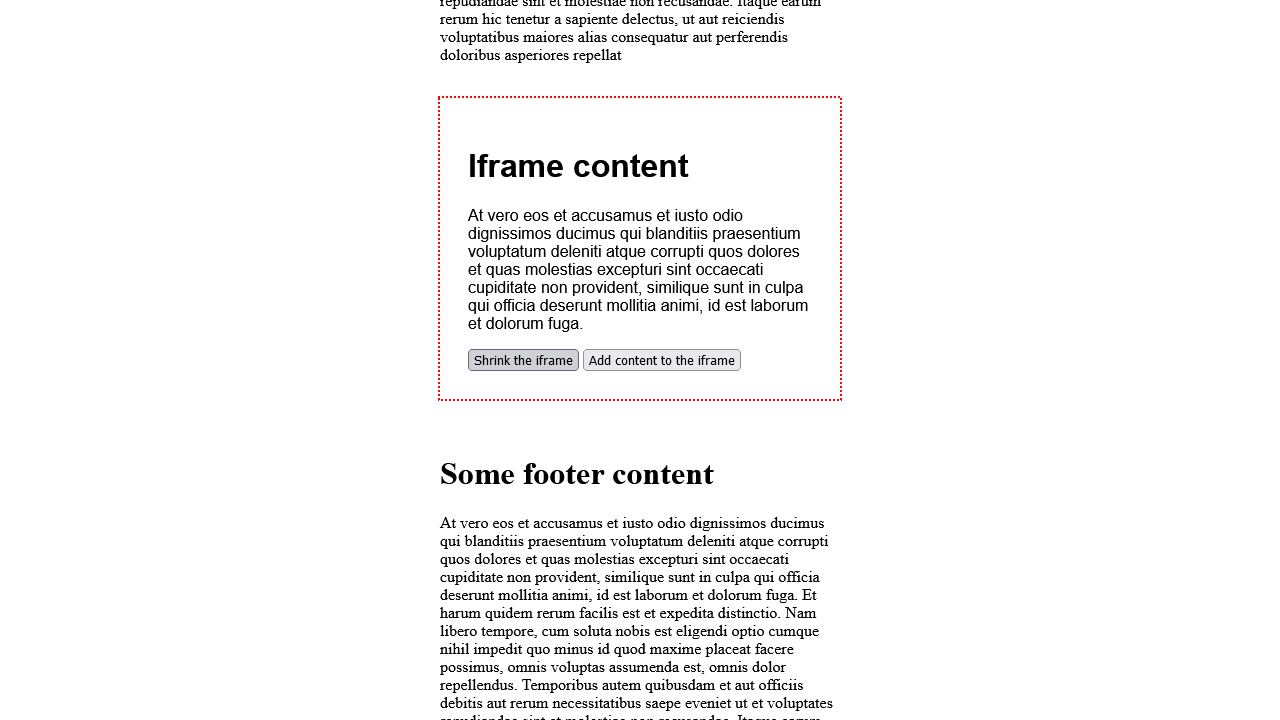 repudiandae sint et molestiae non recusandae. Itaque earum
rerum hic tenetur a sapiente delectus, ut aut reiciendis
voluptatibus maiores alias consequatur aut perferendis
doloribus asperiores repellat
Iframe content
At vero eos et accusamus et iusto odio
dignissimos ducimus qui blanditiis praesentium
voluptatum deleniti atque corrupti quos dolores
et quas molestias excepturi sint occaecati
cupiditate non provident, similique sunt in culpa
qui officia deserunt mollitia animi, id est laborum
et dolorum fuga.
Shrink the iframe Add content to the iframe
Some footer content
At vero eos et accusamus et iusto odio dignissimos ducimus
qui blanditiis praesentium voluptatum deleniti atque corrupti
quos dolores et quas molestias excepturi sint occaecati
cupiditate non provident, similique sunt in culpa qui officia
deserunt mollitia animi, id est laborum et dolorum fuga. Et
harum quidem rerum facilis est et expedita distinctio. Nam
libero tempore, cum soluta nobis est eligendi optio cumque
nihil impedit quo minus id quod maxime placeat facere
possimus, omnis voluptas assumenda est, omnis dolor
repellendus. Temporibus autem quibusdam et aut officiis
debitis aut rerum necessitatibus saepe eveniet ut et voluptates